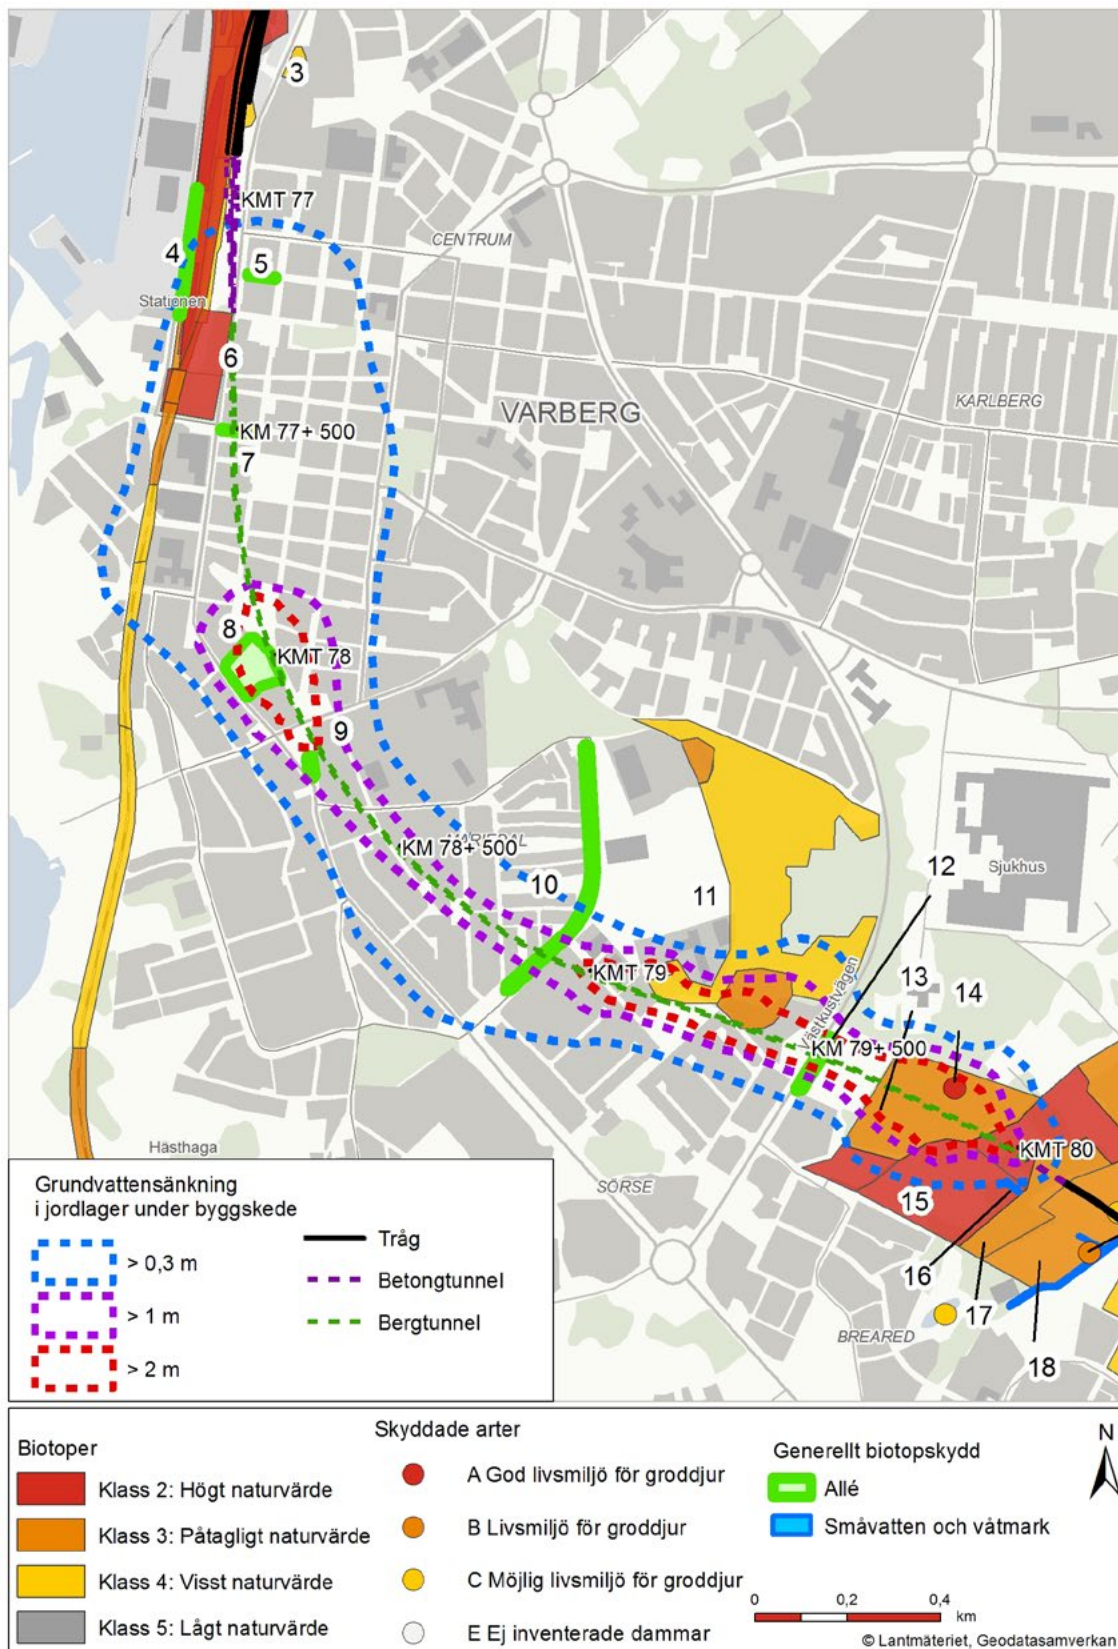 3
KMT 77
CENTRUM
4
5
Stationen
6
VARBERG
KARLBERG
KM 77+ 500
7
8
KMT 78
9
KM 78+ 500
10
11
12
Sjukhus
KMT 79
13
14
Västkustvägen
KM 79+ 500
Hästhaga
KMT 80
SÖRSE
15
16
17
BREARED
18
Grundvattensänkning
i jordlager under byggskede
> 0,3 m
> 1 m
> 2 m
Tråg
Betongtunnel
Bergtunnel
Biotoper
Klass 2: Högt naturvärde
Klass 3: Påtagligt naturvärde
Klass 4: Visst naturvärde
Klass 5: Lågt naturvärde
Skyddade arter
A God livsmiljö för groddjur
B Livsmiljö för groddjur
C Möjlig livsmiljö för groddjur
E Ej inventerade dammar
Generellt biotopskydd
Allé
Småvatten och våtmark
N
0 0,2 0,4
km
© Lantmäteriet, Geodatasamverkan